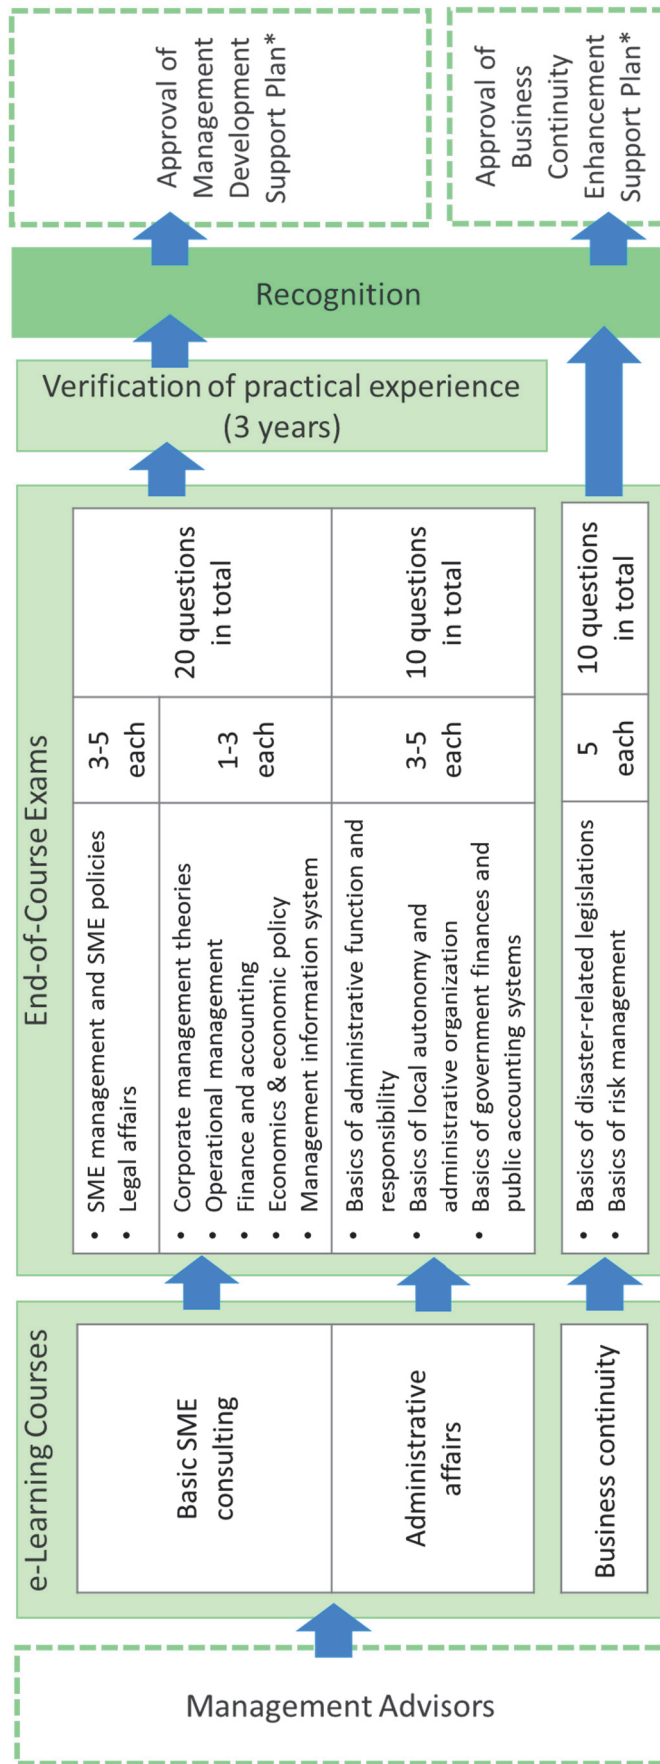 Management Advisors
e-Learning Courses
Basic SME
consulting
Administrative
affairs
Business continuity
End-of-Course Exams
• SME management and SME policies
• Legal affairs
3-5
each
• Corporate management theories
• Operational management
• Finance and accounting
• Economics & economic policy
• Management information system
1-3
each
20 questions
in total
• Basics of administrative function and
responsibility
• Basics of local autonomy and
administrative organization
• Basics of government finances and
public accounting systems
3-5
each
10 questions
in total
• Basics of disaster-related legislations
• Basics of risk management
5
each
10 questions
in total
Verification of practical experience
(3 years)
Recognition
Approval of
Management
Development
Support Plan*
Approval of
Business
Continuity
Enhancement
Support Plan*